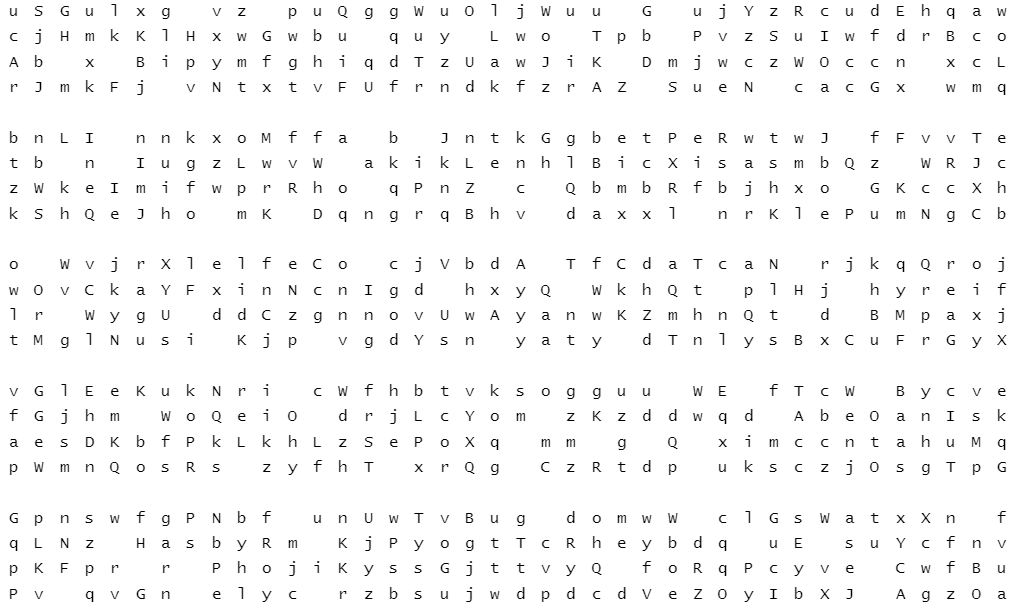 uSGulxg vz puQggWuOljWuu G ujYzRcudEhqaw
cjHmkKlHxwGwbu quy Lwo Tpb PvzSuIwfdrBco
Ab x BipymfghiqdTzUawJiK DmjwczWOccn xcL
rJmkFj vNtxtvFUfrndkfzrAZ SueN cacGx wmq

bnLI nnkxoMffa b JntkGgbetPeRwtwJ fFvvTe
tb n IugzLwvW akikLenhlBicXisasmbQz WRJc
zWkeImifwprRho qPnZ c QbmbRfbjhxo GKccXh
kShQeJho mK DqngrqBhv daxxl nrKlePumNgCb

o WvjrXlelfeCo cjVbdA TfCdaTcaN rjkqQroj
wOvCkaYFxinNcnIgd hxyQ WkhQt plHj hyreif
lr WygU ddCzgnnovUwAyanwKZmhnQt d BMpaxj
tMglNusi Kjp vgdYsn yaty dTnlysBxCuFrGyX

vGlEeKukNri cWfhbtvksogguu WE fTcW Bycve
fGjhm WoQeiO drjLcYom zKzddwqd AbeOanIsk
aesDKbfPkLkhLzSePoXq mm g Q ximccntahuMq
pWmnQosRs zyfhT xrQg CzRtdp uksczjOsgTpG

GpnswfgPNbf unUwTvBug domwW clGsWatxXn f
qLNz HasbyRm KjPyogtTcRheybdq uE suYcfnv
pKFpr r PhojiKyssGjttvyQ foRqPcyve CwfBu
Pv qvGn elyc rzbsujwdpdcdVeZOyIbXJ AgzOa